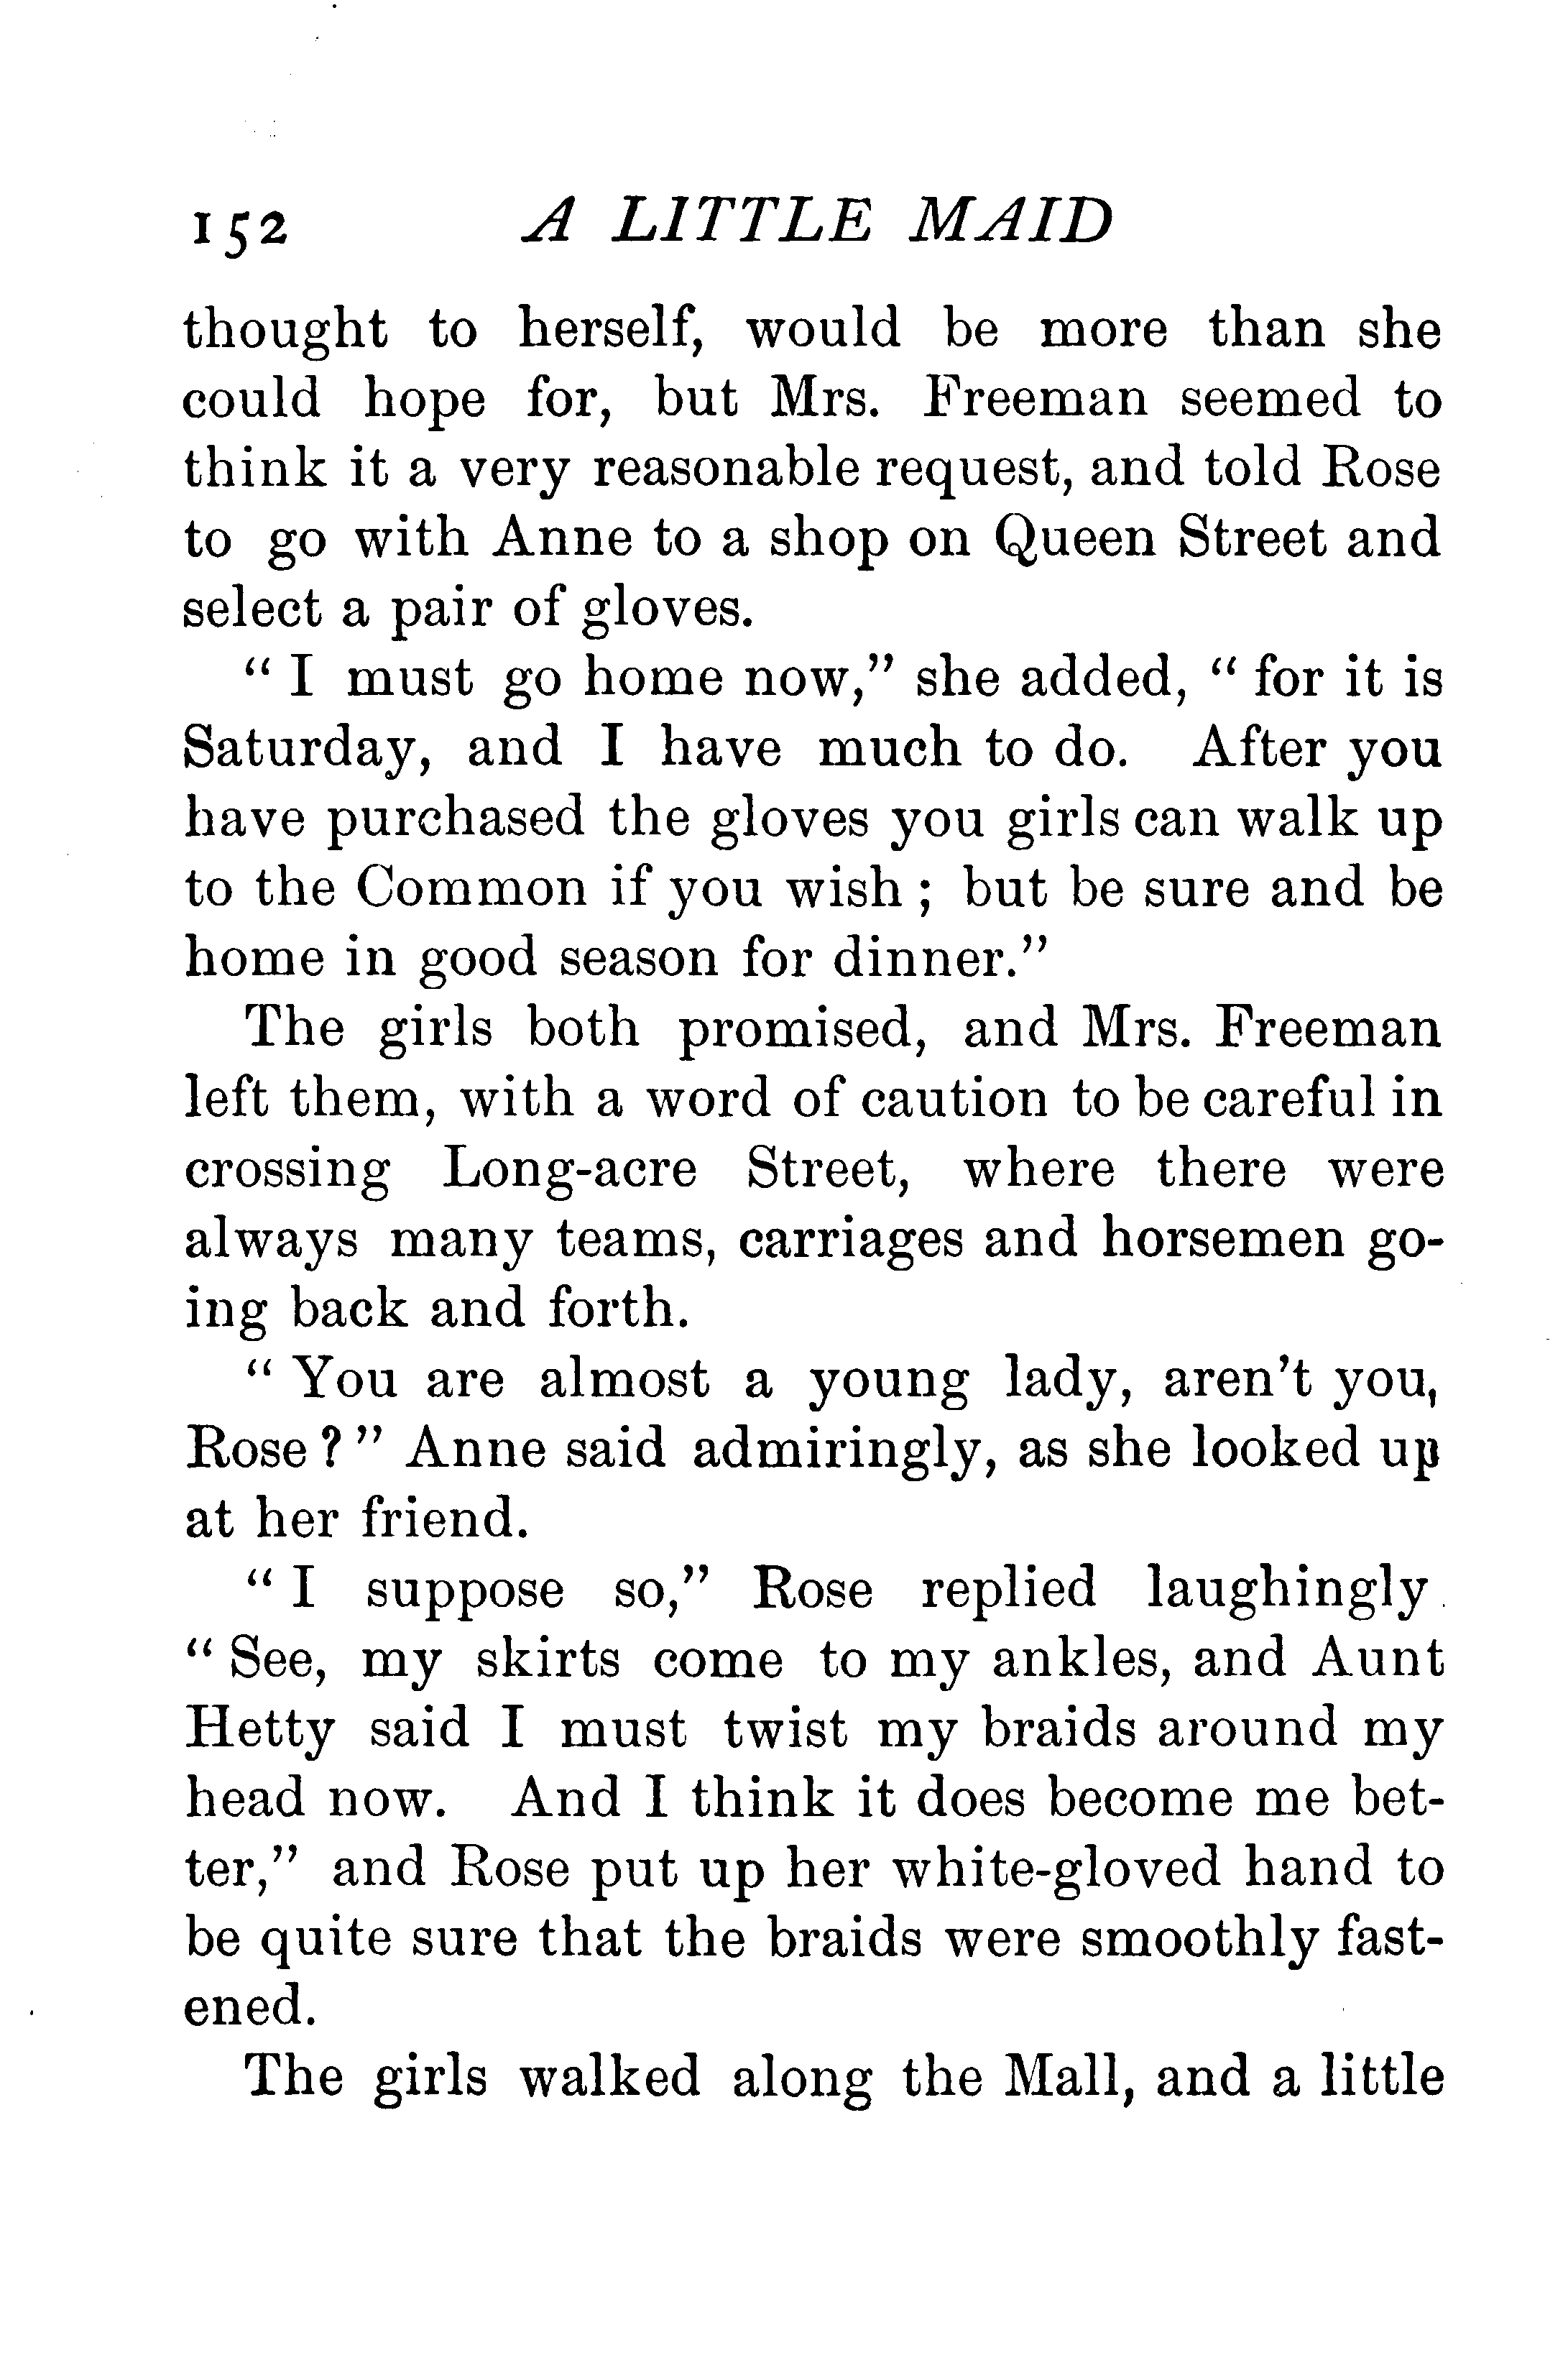 152 A LITTLE MAID
thought to herself, would be more than she
could hope for, but Mrs. Freeman seemed to
think it a very reasonable request, and told Rose
to go with Anne to a shop on Queen Street and
select a pair of gloves.
“ I must go home now,” she added, “ for it is
Saturday, and I have much to do. After you
have purchased the gloves you girls can walk up
to the Common if you wish ; but be sure and be
home in good season for dinner.”
The girls both promised, and Mrs. Freeman
left them, with a word of caution to be careful in
crossing Long-acre Street, where there were
always many teams, carriages and horsemen go-
ing back and forth.
“ You are almost a young lady, aren’t you,
Rose ? ” Anne said admiringly, as she looked up
at her friend.
“ I suppose so,” Rose replied laughingly.
“ See, my skirts come to my ankles, and Aunt
Hetty said I must twist my braids around my
head now. And I think it does become me bet-
ter,” and Rose put up her white-gloved hand to
be quite sure that the braids were smoothly fast-
ened.
The girls walked along the Mall, and a little